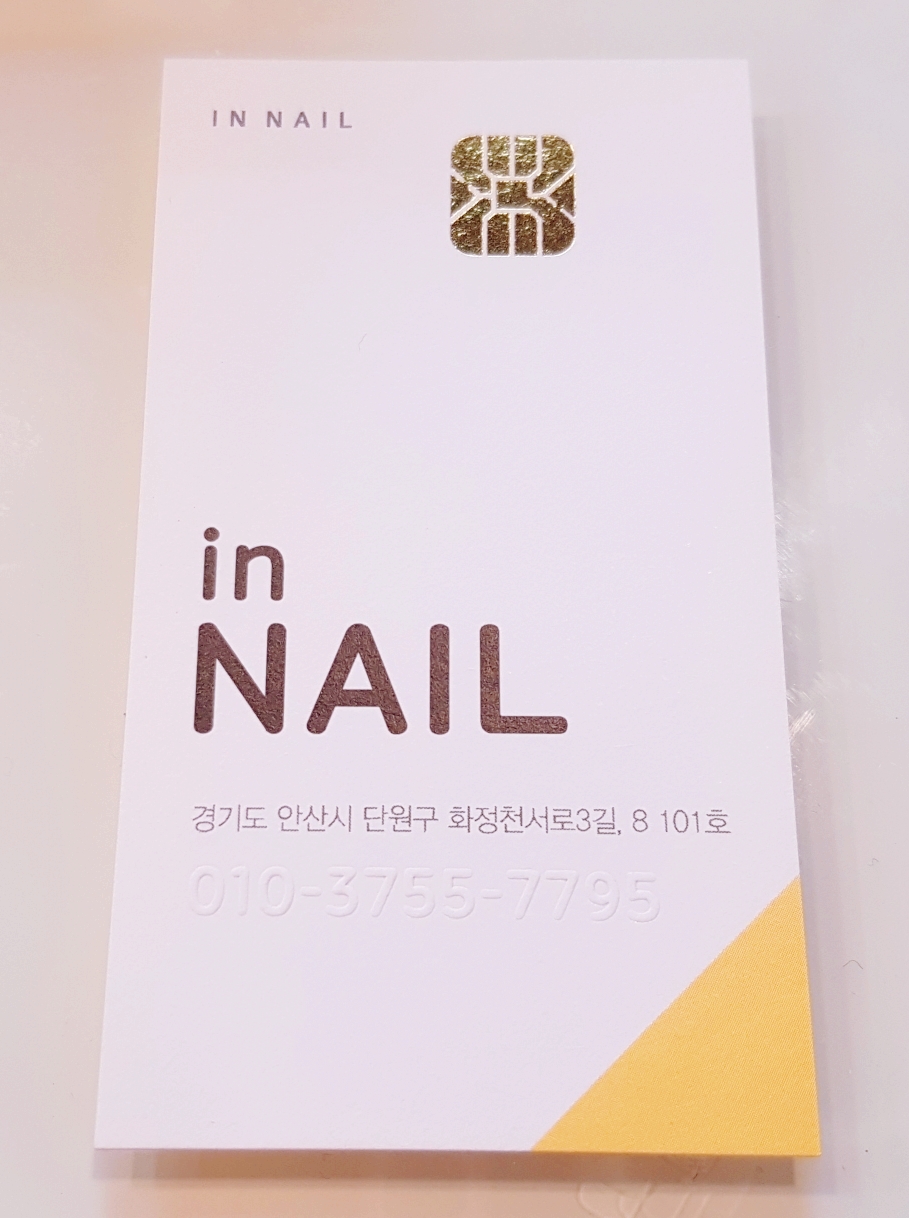 IN NAIL
in
NAIL
경기도 안산시 단원구 화정천서로3길, 8 101호
010-3755-7795